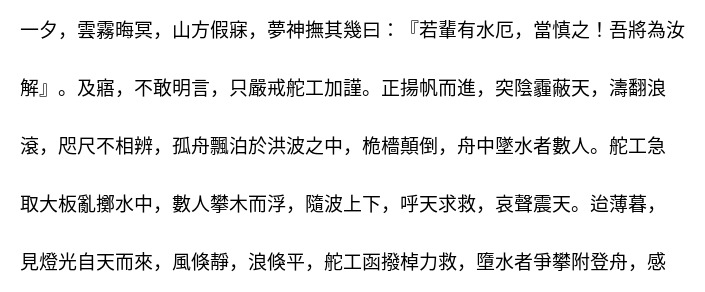 一夕，雲霧晦冥，山方假寐，夢神撫其幾曰：『若輩有水厄，當慎之！吾將為汝
解』。及寤，不敢明言，只嚴戒舵工加謹。正揚帆而進，突陰霾蔽天，濤翻浪
滾，咫尺不相辨，孤舟飄泊於洪波之中，桅檣顛倒，舟中墜水者數人。舵工急
取大板亂擲水中，數人攀木而浮，隨波上下，呼天求救，哀聲震天。迨薄暮，
見燈光自天而來，風倏靜，浪倏平，舵工函撥棹力救，墮水者爭攀附登舟，感